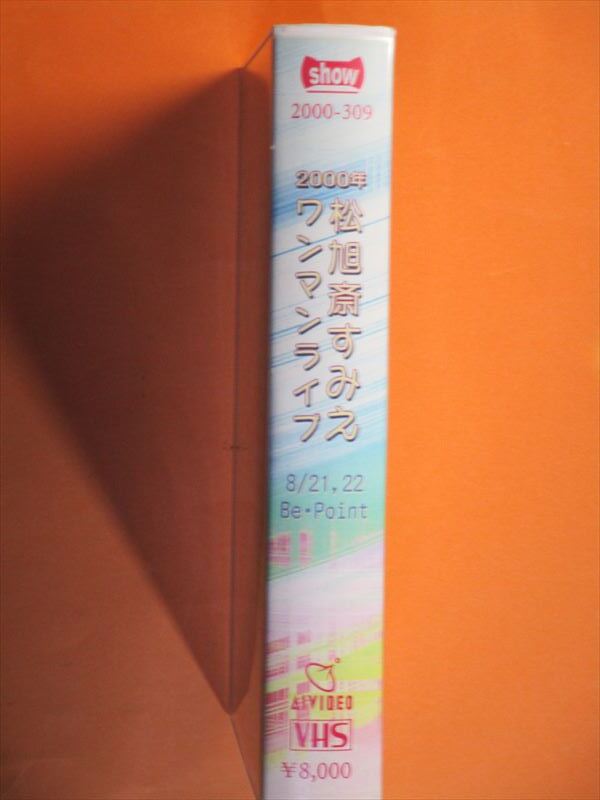 show
2000-309
2000年
松旭斎すみえ
ワンマンライブ
8/21,22
Be•Point
AiVIDEO
VHS
¥8,000